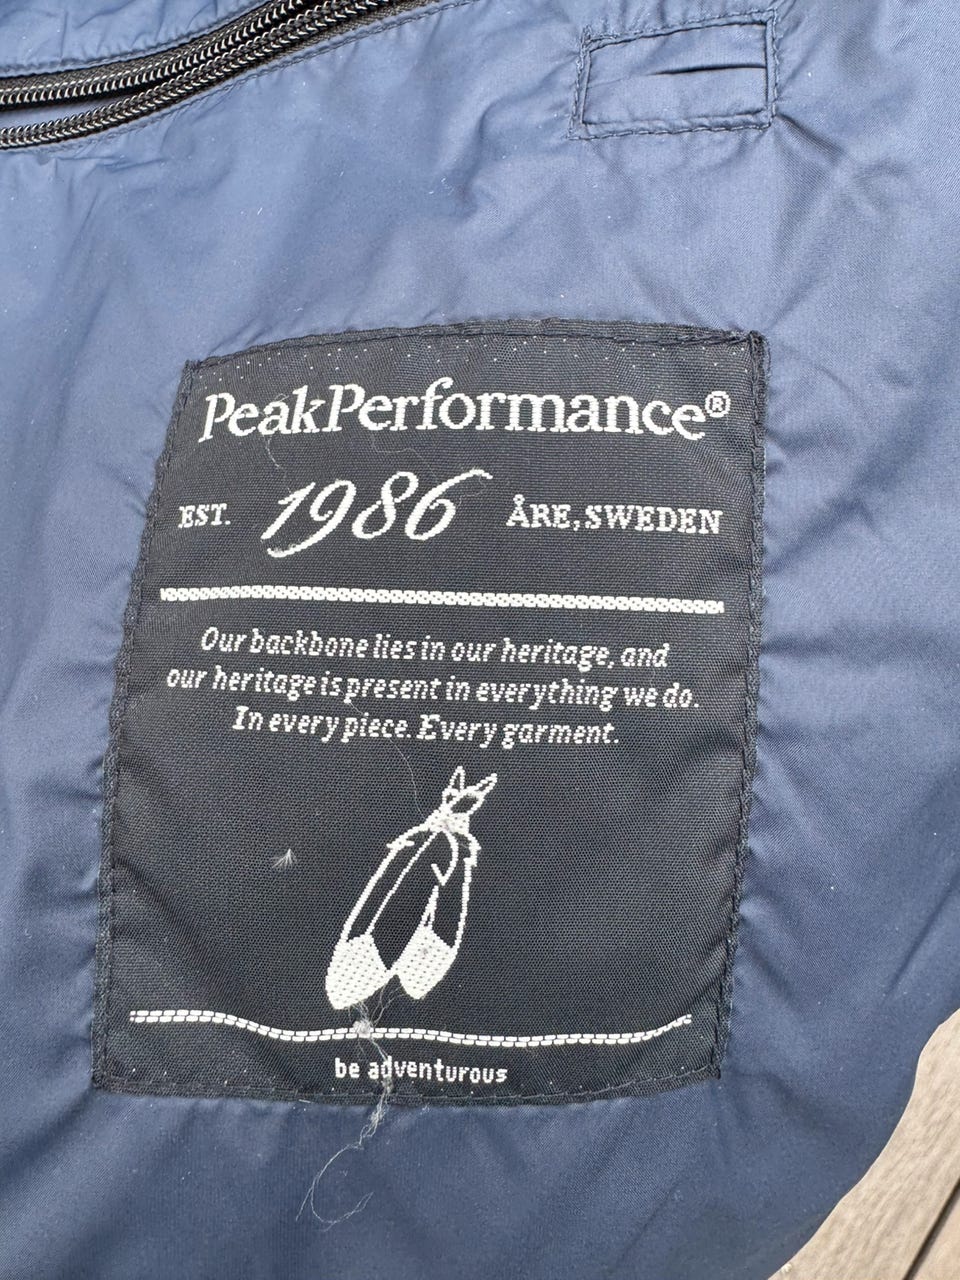 PeakPerformance®
EST. 1986 ÅRE, SWEDEN
Our backbone lies in our heritage, and
our heritage is present in everything we do.
In every piece. Every garment.
be adventurous